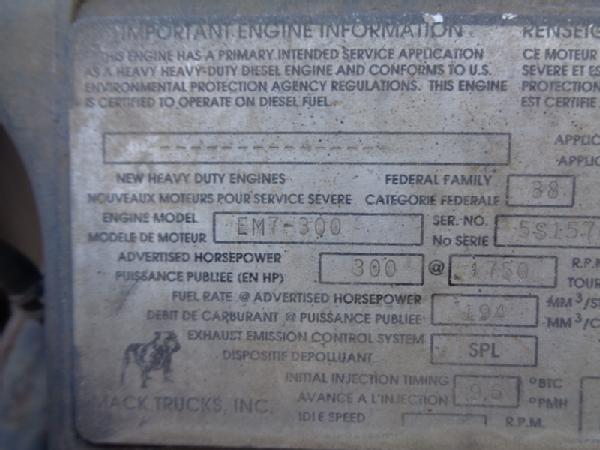 IMPORTANT ENGINE INFORMATION RENSEIG
THIS ENGINE HAS A PRIMARY INTENDED SERVICE APPLICATION CE MOTEUR
AS A HEAVY HEAVY-DUTY DIESEL ENGINE AND CONFORMS TO U.S. SEVERE ET ES
ENVIRONMENTAL PROTECTION AGENCY REGULATIONS. THIS ENGINE PROTECTION
IS CERTIFIED TO OPERATE ON DIESEL FUEL. EST CERTIFIE
APPLIC
APPLIC
NEW HEAVY DUTY ENGINES FEDERAL FAMILY 38
NOUVEAUX MOTEURS POUR SERVICE SEVERE CATEGORIE FEDERALE
ENGINE MODEL EM7-300 SER. NO. 5S157
MODELE DE MOTEUR No SERIE
ADVERTISED HORSEPOWER 300 @ 1750 R.P.M
PUISSANCE PUBLIEE (EN HP) TOUR
FUEL RATE @ ADVERTISED HORSEPOWER 194 MM³/ST
DEBIT DE CARBURANT @ PUISSANCE PUBLIEE MM³/C
EXHAUST EMISSION CONTROL SYSTEM SPL
DISPOSITIF DEPOLLUANT
INITIAL INJECTION TIMING 9.6 °BTC
MACK TRUCKS, INC. AVANCE A L'INJECTION °PMH
IDLE SPEED R.P.M.